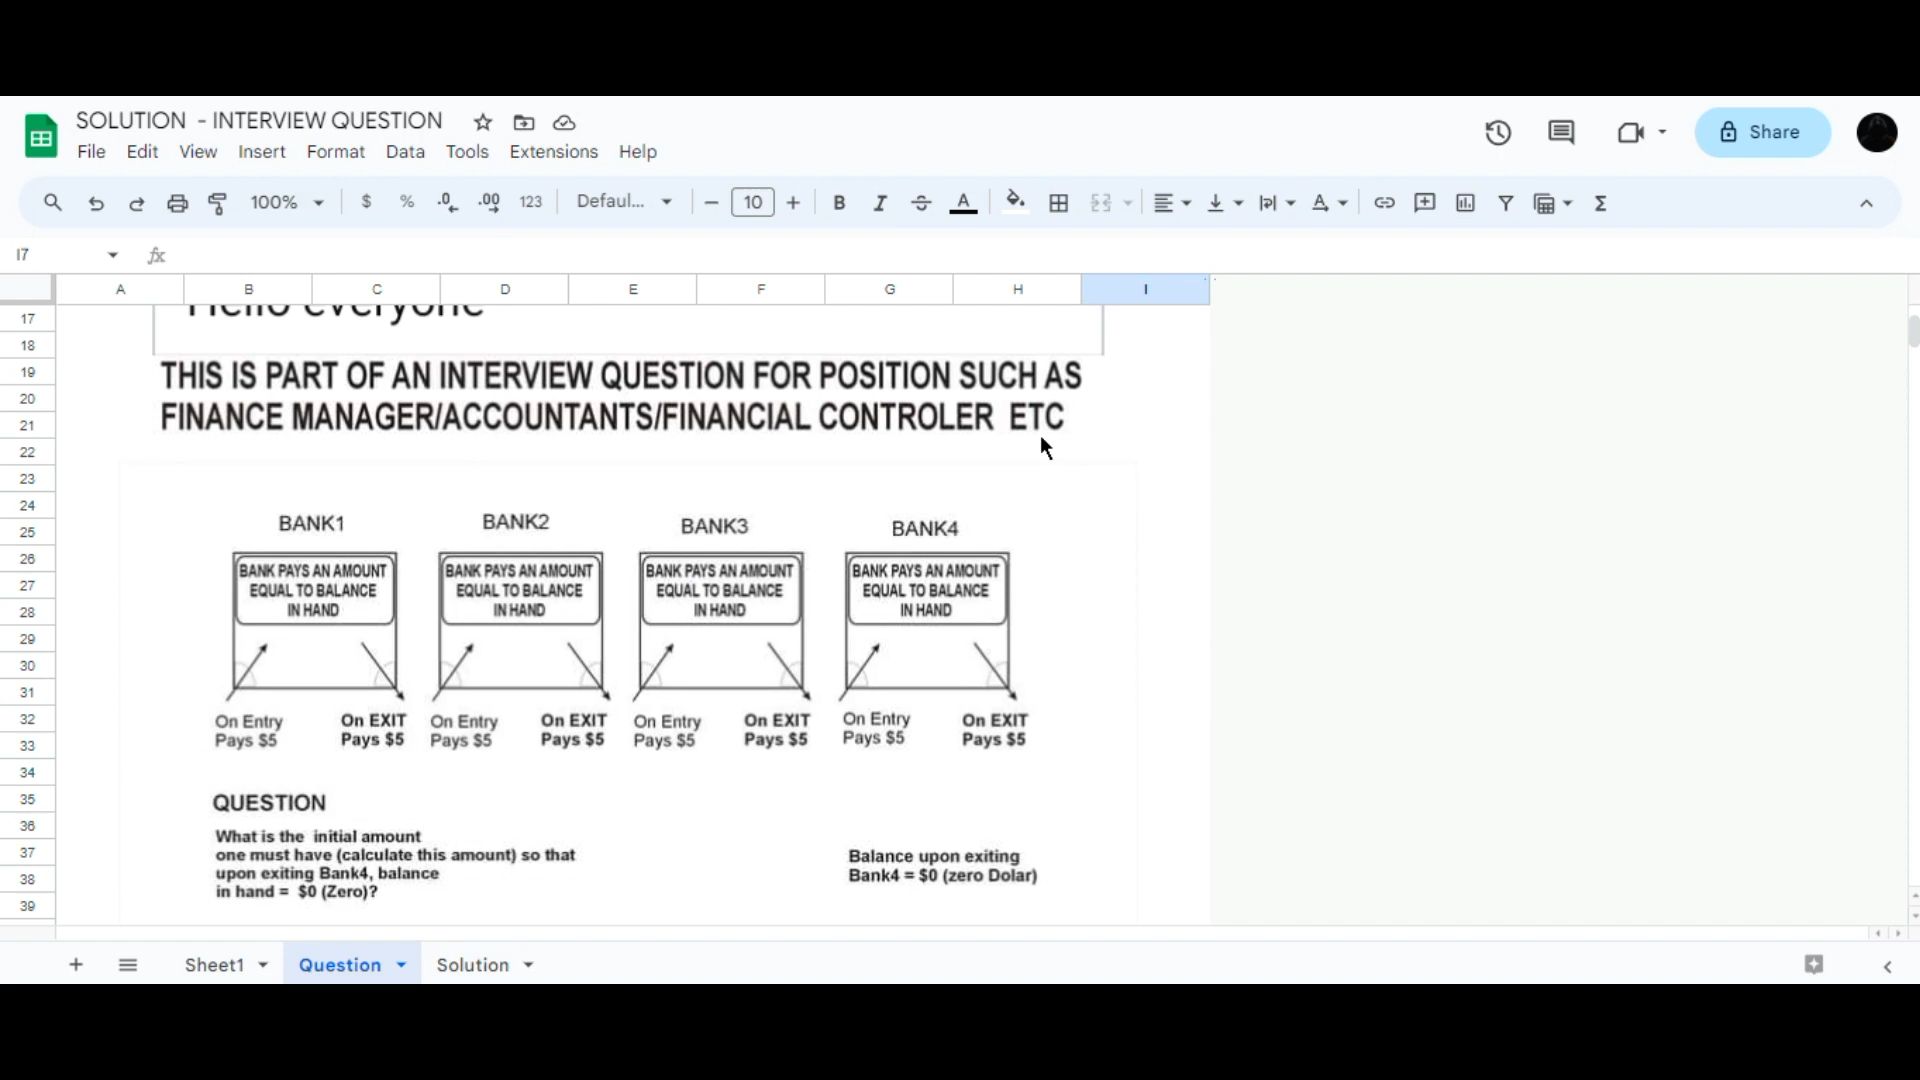 SOLUTION - INTERVIEW QUESTION
File Edit View Insert Format Data Tools Extensions Help
Share
100% $ % .0 .00 123 Defaul... 10 B I A
I7 fx
A B C D E F G H I
17
Hello everyone
18
19
THIS IS PART OF AN INTERVIEW QUESTION FOR POSITION SUCH AS
20
21
FINANCE MANAGER/ACCOUNTANTS/FINANCIAL CONTROLER ETC
22
23
24
25
BANK1 BANK2 BANK3 BANK4
26
BANK PAYS AN AMOUNT BANK PAYS AN AMOUNT BANK PAYS AN AMOUNT BANK PAYS AN AMOUNT
27
EQUAL TO BALANCE EQUAL TO BALANCE EQUAL TO BALANCE EQUAL TO BALANCE
28
IN HAND IN HAND IN HAND IN HAND
29
30
31
32
On Entry On EXIT On Entry On EXIT On Entry On EXIT On Entry On EXIT
33
Pays $5 Pays $5 Pays $5 Pays $5 Pays $5 Pays $5 Pays $5 Pays $5
34
35
QUESTION
36
What is the initial amount
37
one must have (calculate this amount) so that Balance upon exiting
38
upon exiting Bank4, balance Bank4 = $0 (zero Dolar)
39
in hand = $0 (Zero)?
Sheet1 Question Solution